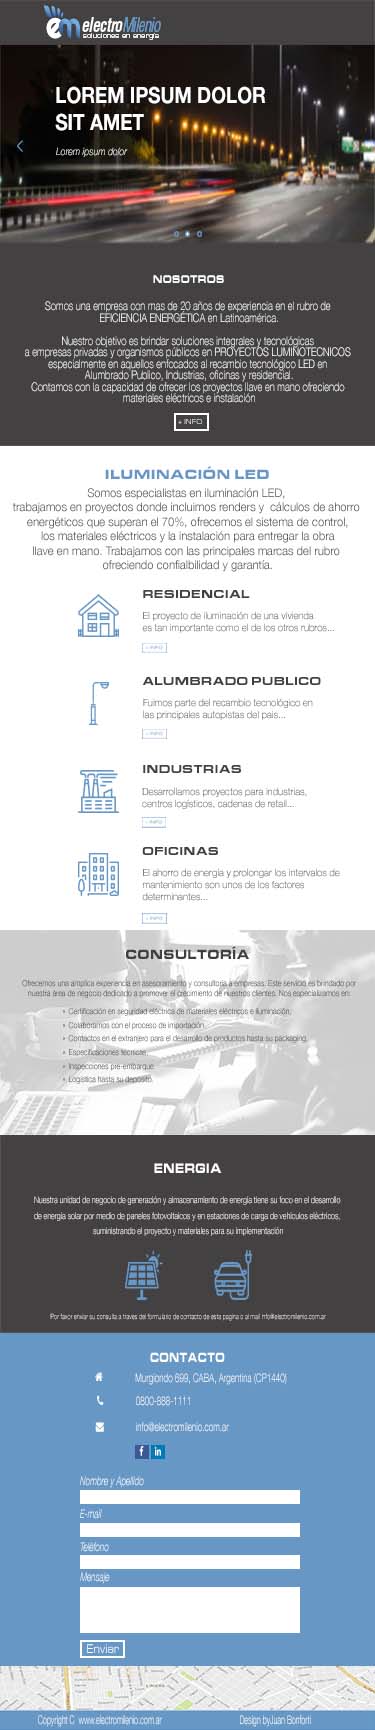 em electroMilenio
soluciones en energía
LOREM IPSUM DOLOR
SIT AMET
Lorem ipsum dolor
NOSOTROS
Somos una empresa con mas de 20 años de experiencia en el rubro de
EFICIENCIA ENERGÉTICA en Latinoamérica.
Nuestro objetivo es brindar soluciones integrales y tecnológicas
a empresas privadas y organismos públicos en PROYECTOS LUMINOTECNICOS
especialmente en aquellos enfocados al recambio tecnológico LED en
Alumbrado Publico, Industrias, oficinas y residencial.
Contamos con la capacidad de ofrecer los proyectos llave en mano ofreciendo
materiales eléctricos e instalación
+ INFO
ILUMINACIÓN LED
Somos especialistas en iluminación LED,
trabajamos en proyectos donde incluimos renders y cálculos de ahorro
energéticos que superan el 70%, ofrecemos el sistema de control,
los materiales eléctricos y la instalación para entregar la obra
llave en mano. Trabajamos con las principales marcas del rubro
ofreciendo confialbilidad y garantía.
RESIDENCIAL
El proyecto de iluminación de una vivienda
es tan importante como el de los otros rubros...
+ INFO
ALUMBRADO PUBLICO
Fuimos parte del recambio tecnológico en
las principales autopistas del pais...
+ INFO
INDUSTRIAS
Desarrollamos proyectos para industrias,
centros logísticos, cadenas de retail...
+ INFO
OFICINAS
El ahorro de energia y prolongar los intervalos de
mantenimiento son unos de los factores
determinantes...
+ INFO
CONSULTORÍA
Ofrecemos una amplica experiencia en asesoramiento y consultoria a empresas. Este servicio es brindado por
nuestra área de negocio dedicado a promover el crecimiento de nuestros clientes. Nos especializamos en:
Certificación en seguridad eléctrica de materiales eléctricos e iluminación.
Colaboramos con el proceso de importación.
Contactos en el extranjero para el desarrollo de productos hasta su packaging.
Especificaciones técnicas.
Inspecciones pre-embarque.
Logistica hasta su deposito.
ENERGIA
Nuestra unidad de negocio de generación y almacenamiento de energía tiene su foco en el desarrollo
de energía solar por medio de paneles fotovoltaicos y en estaciones de carga de vehículos eléctricos,
suministrando el proyecto y materiales para su implementación
Por favor enviar su consulta a traves del formulario de contacto de esta pagina o al mail info@electromilenio.com.ar
CONTACTO
Murgiondo 699, CABA, Argentina (CP1440)
0800-888-1111
info@electromilenio.com.ar
f in
Nombre y Apellido
E-mail
Teléfono
Mensaje
Enviar
Copyright C www.electromilenio.com.ar Design byJuan Bonforti